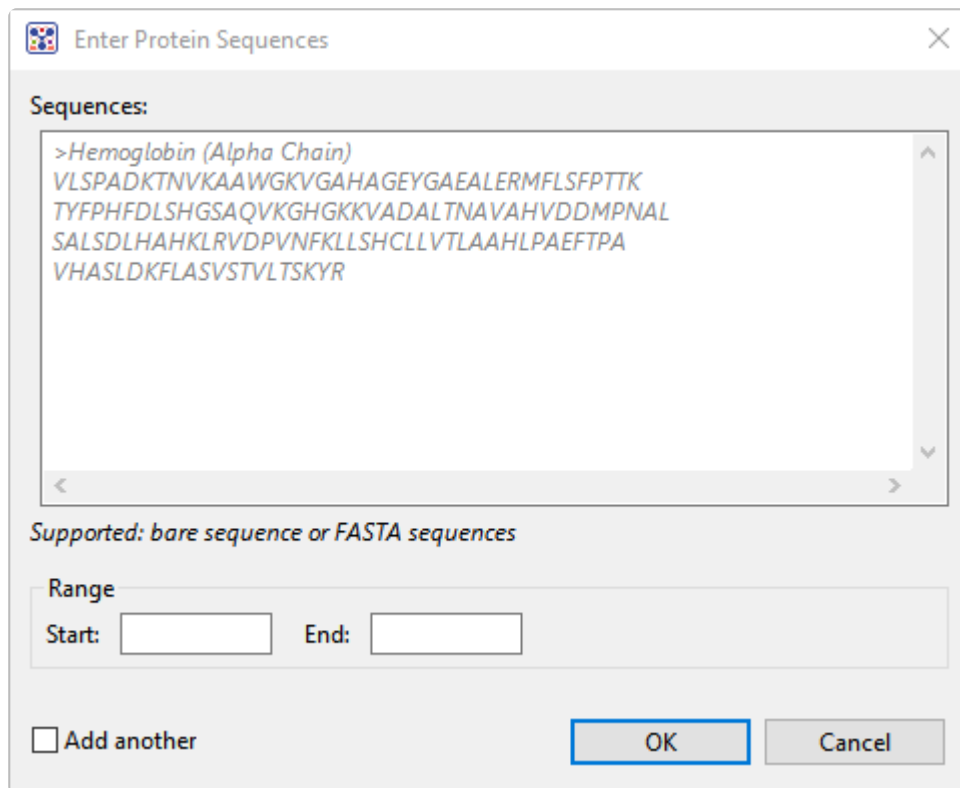 Enter Protein Sequences
Sequences:
>Hemoglobin (Alpha Chain)
VLSPADKTNVKAAWGKVGAHAGEYGAEALERMFLSFPTTK
TYFPHFDLSHGSAQVKGHGKKVADALTNAVAHVDDMPNAL
SALSDLHAHKLRVDPVNFKLLSHCLLVTLAAHLPAEFTPA
VHASLDKFLASVSTVLTSKYR
Supported: bare sequence or FASTA sequences
Range
Start: End:
Add another OK Cancel